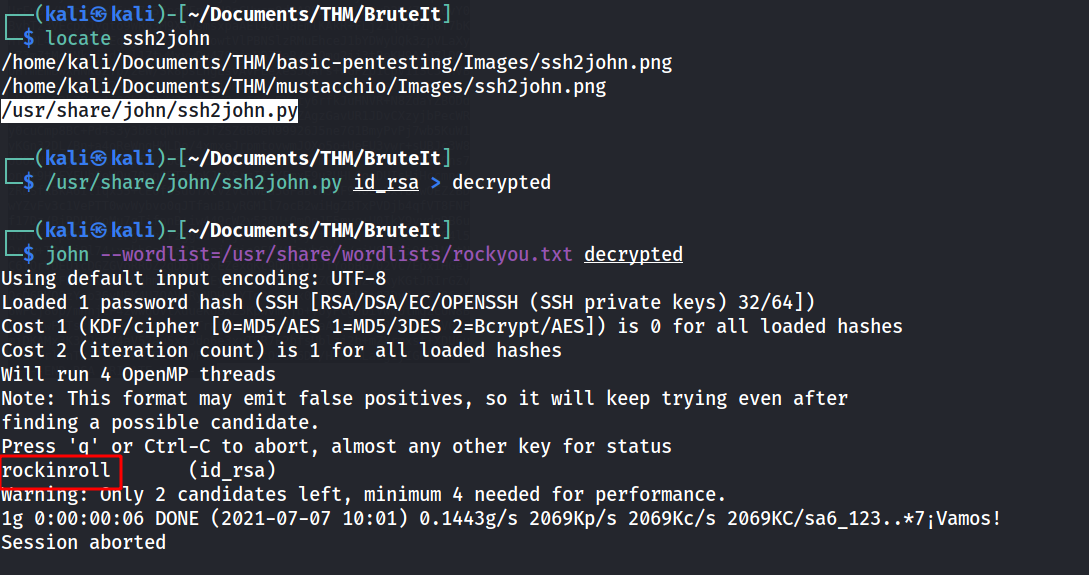 ┌──(kali㉿kali)-[~/Documents/THM/BruteIt]
└─$ locate ssh2john
/home/kali/Documents/THM/basic-pentesting/Images/ssh2john.png
/home/kali/Documents/THM/mustacchio/Images/ssh2john.png
/usr/share/john/ssh2john.py
┌──(kali㉿kali)-[~/Documents/THM/BruteIt]
└─$ /usr/share/john/ssh2john.py id_rsa > decrypted
┌──(kali㉿kali)-[~/Documents/THM/BruteIt]
└─$ john --wordlist=/usr/share/wordlists/rockyou.txt decrypted
Using default input encoding: UTF-8
Loaded 1 password hash (SSH [RSA/DSA/EC/OPENSSH (SSH private keys) 32/64])
Cost 1 (KDF/cipher [0=MD5/AES 1=MD5/3DES 2=Bcrypt/AES]) is 0 for all loaded hashes
Cost 2 (iteration count) is 1 for all loaded hashes
Will run 4 OpenMP threads
Note: This format may emit false positives, so it will keep trying even after
finding a possible candidate.
Press 'q' or Ctrl-C to abort, almost any other key for status
rockinroll       (id_rsa)
Warning: Only 2 candidates left, minimum 4 needed for performance.
1g 0:00:00:06 DONE (2021-07-07 10:01) 0.1443g/s 2069Kp/s 2069Kc/s 2069KC/sa6_123..*7¡Vamos!
Session aborted